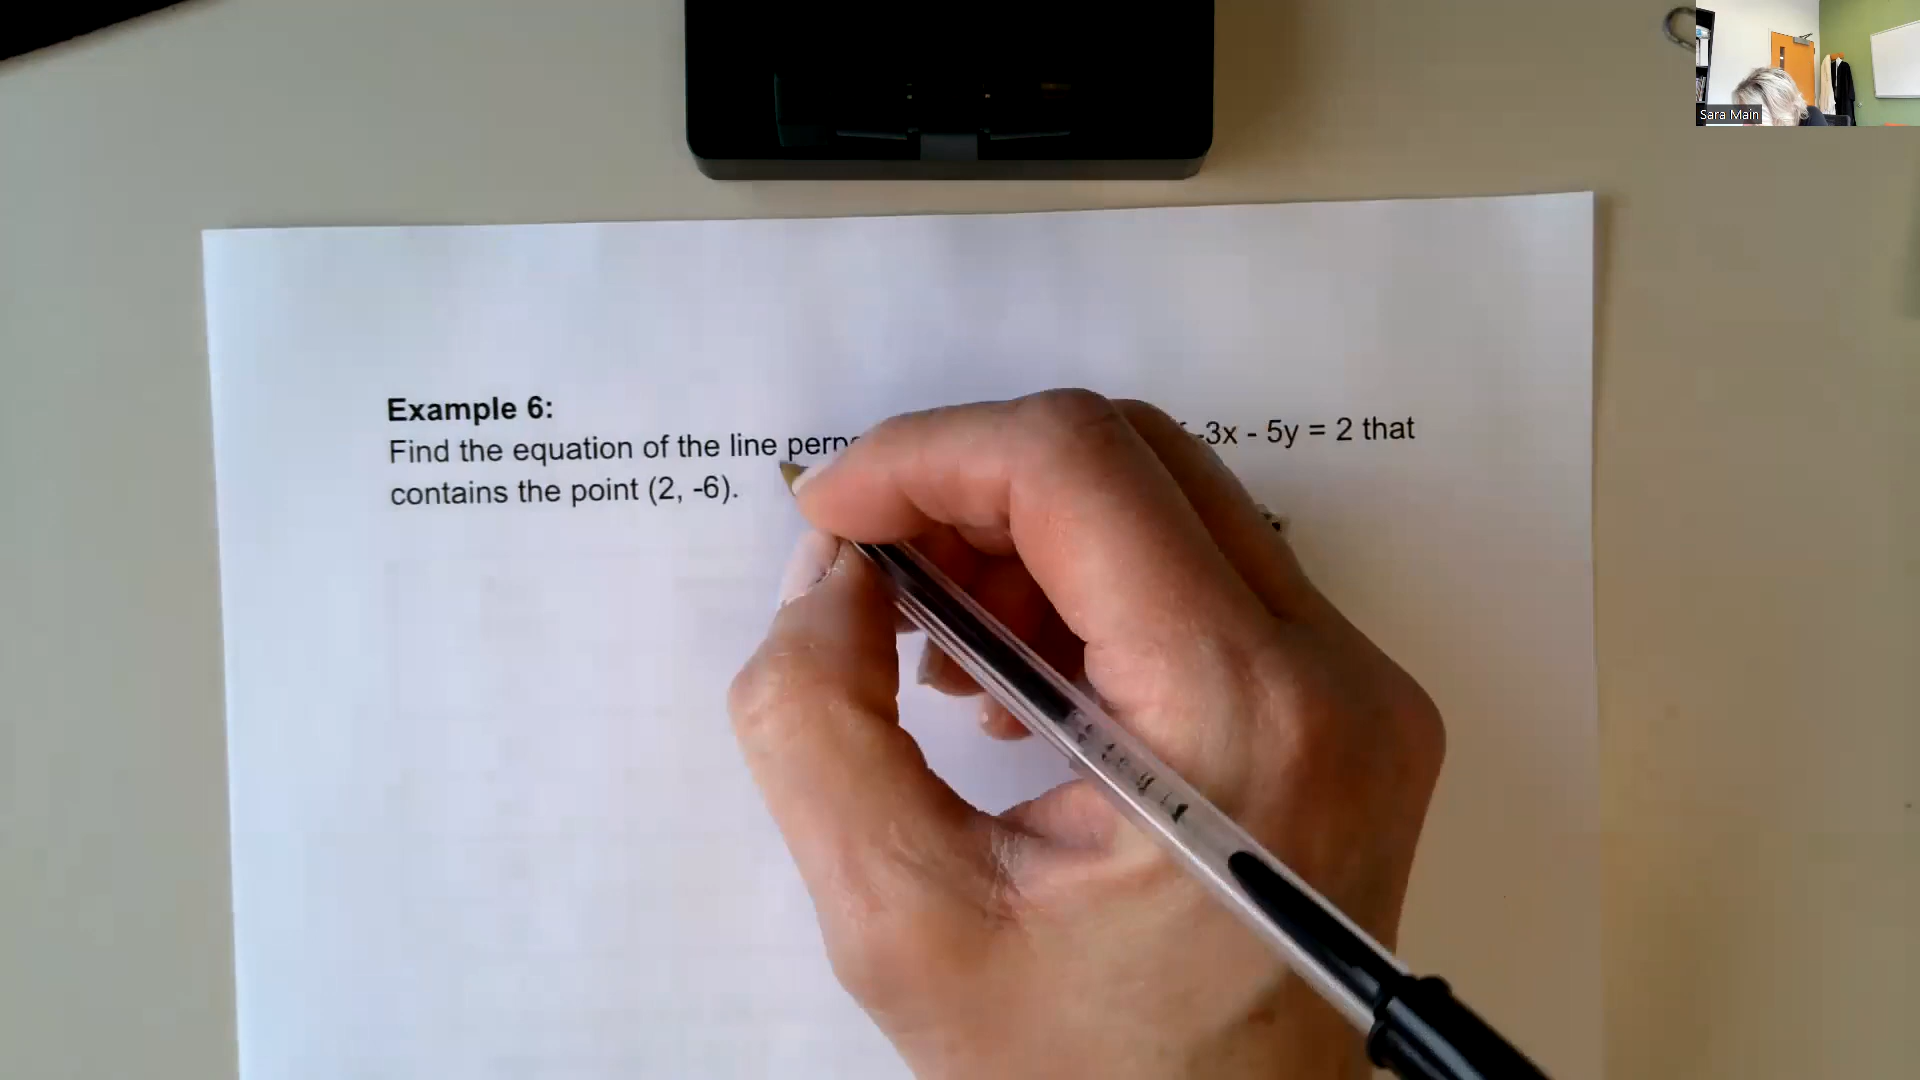 Sara Main
Example 6:
Find the equation of the line -3x - 5y = 2 that
contains the point (2, -6).